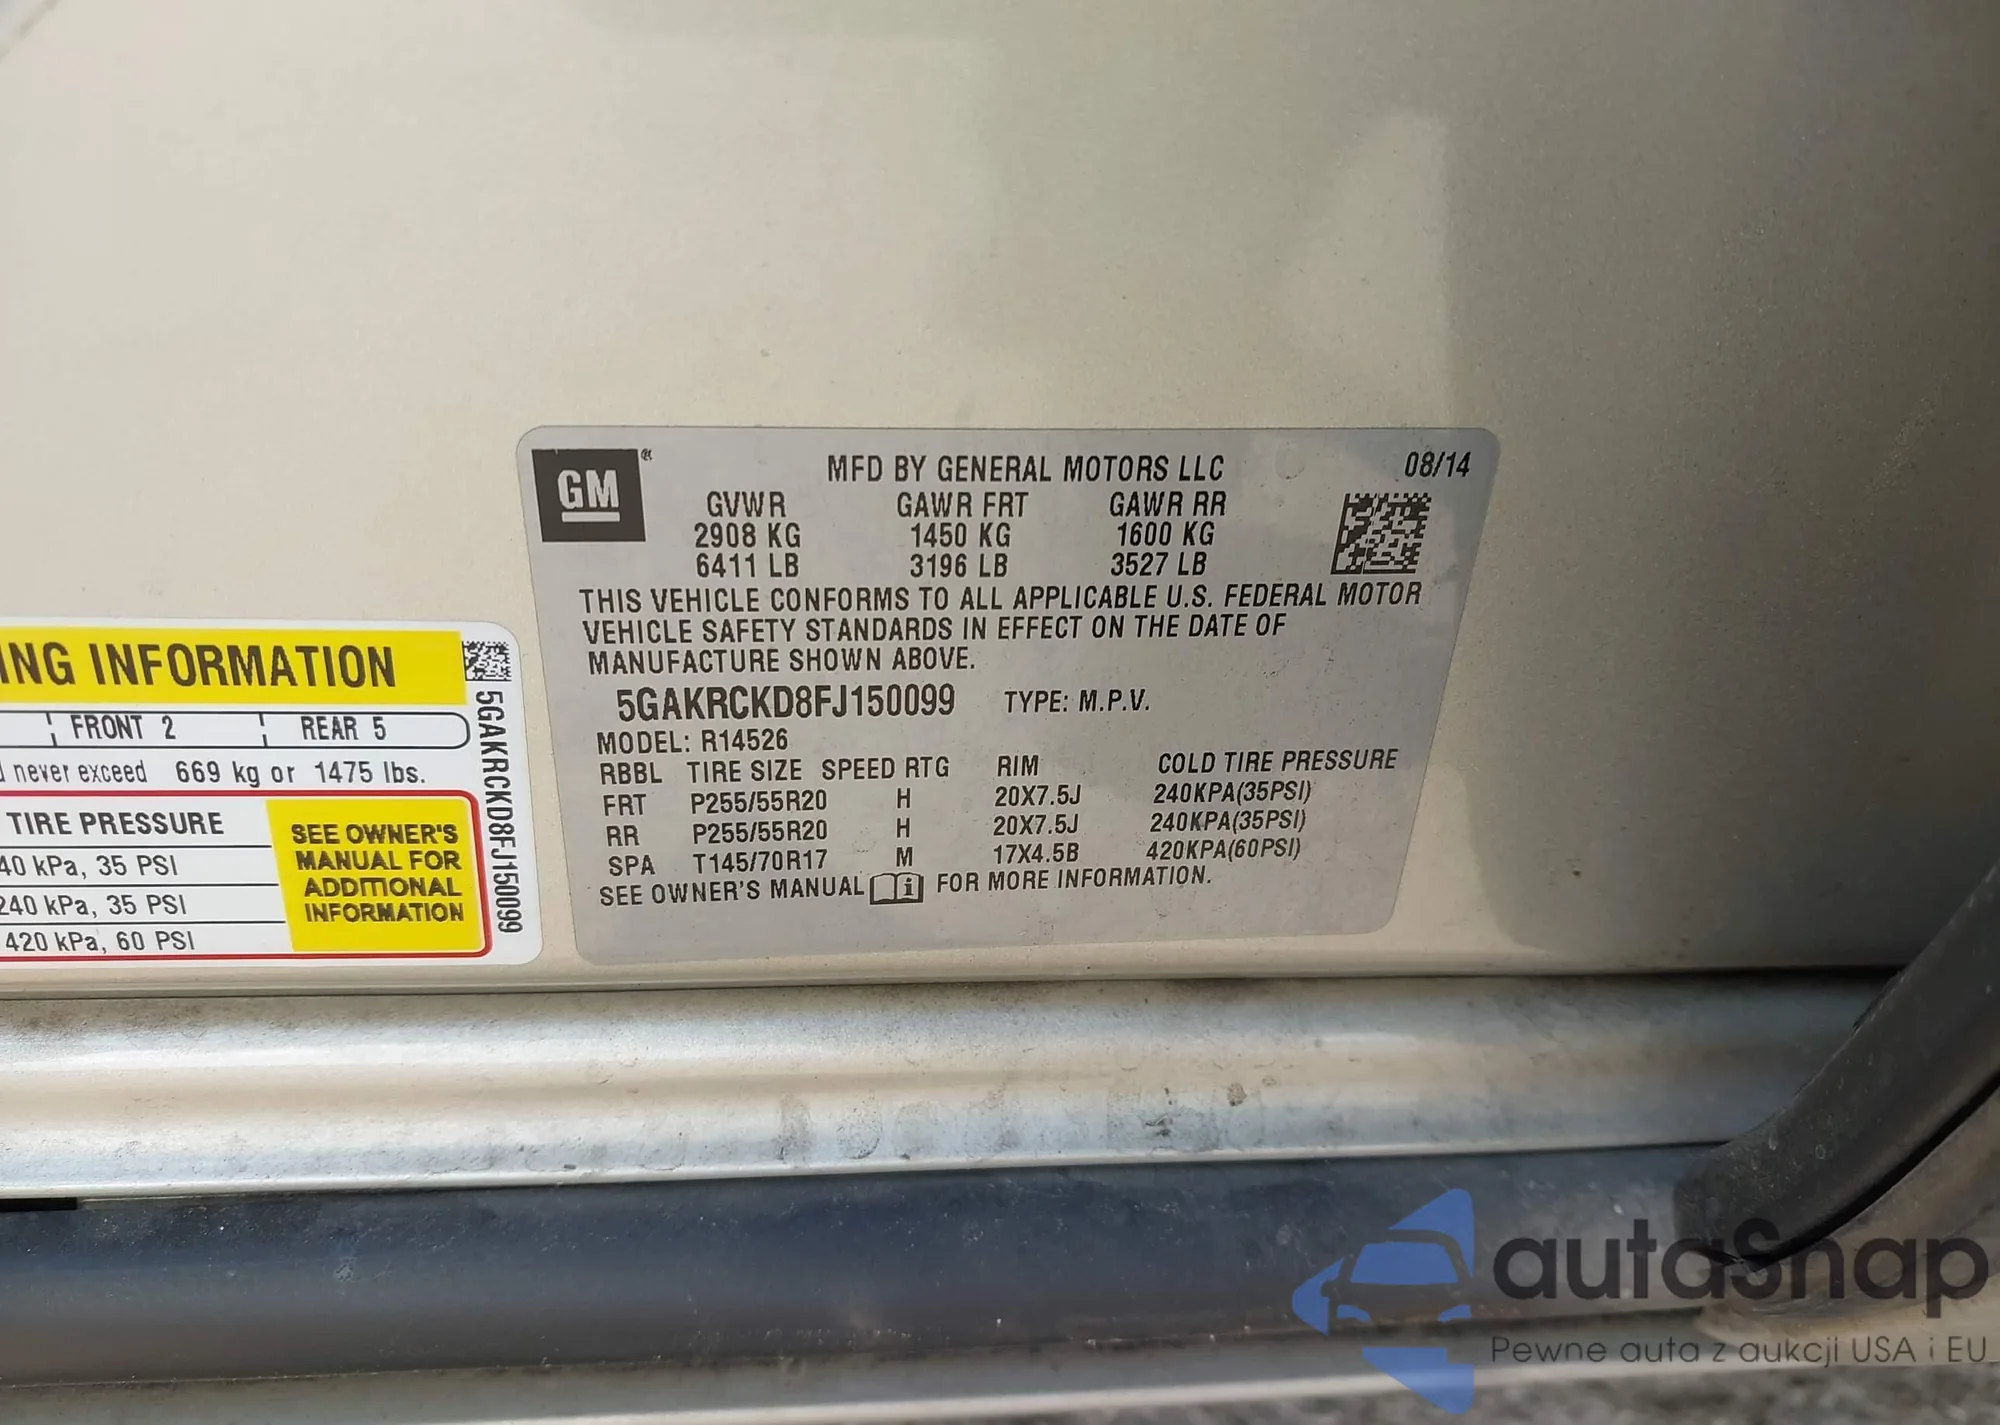 GM®
MFD BY GENERAL MOTORS LLC 08/14
GVWR GAWR FRT GAWR RR
2908 KG 1450 KG 1600 KG
6411 LB 3196 LB 3527 LB
THIS VEHICLE CONFORMS TO ALL APPLICABLE U.S. FEDERAL MOTOR
VEHICLE SAFETY STANDARDS IN EFFECT ON THE DATE OF
MANUFACTURE SHOWN ABOVE.
5GAKRCKD8FJ150099 TYPE: M.P.V.
MODEL: R14526
RBBL TIRE SIZE SPEED RTG RIM COLD TIRE PRESSURE
FRT P255/55R20 H 20X7.5J 240KPA(35PSI)
RR P255/55R20 H 20X7.5J 240KPA(35PSI)
SPA T145/70R17 M 17X4.5B 420KPA(60PSI)
SEE OWNER'S MANUAL FOR MORE INFORMATION.
ING INFORMATION
FRONT 2 REAR 5
never exceed 669 kg or 1475 lbs.
TIRE PRESSURE
40 kPa, 35 PSI
240 kPa, 35 PSI
420 kPa, 60 PSI
SEE OWNER'S
MANUAL FOR
ADDITIONAL
INFORMATION
5GAKRCKD8FJ150099
autaSnap
Pewne auta z aukcji USA i EU